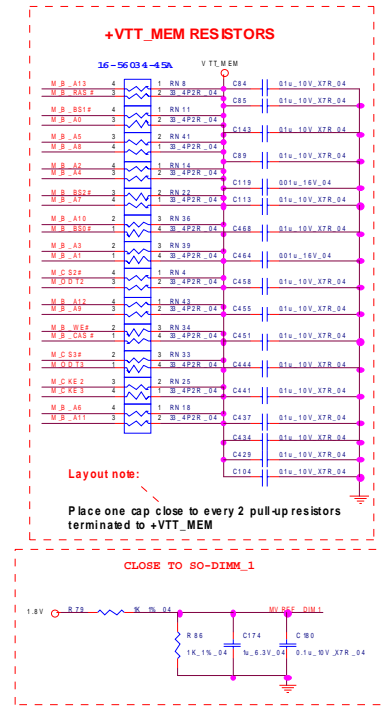 +VTT_MEM RESISTORS
16-56034-45A VTT_MEM
M_B_A13 4 1 RN8 C84 0.1u_10V_X7R_04
M_B_RAS# 3 2 33_4P2R_04 C85 0.1u_10V_X7R_04
M_B_BS1# 4 1 RN11
M_B_A0 3 2 33_4P2R_04 C143 0.1u_10V_X7R_04
M_B_A5 2 3 RN41
M_B_A8 1 4 33_4P2R_04 C89 0.1u_10V_X7R_04
M_B_A2 4 1 RN14
M_B_A4 3 2 33_4P2R_04 C119 0.01u_16V_04
M_B_BS2# RN22
M_B_A7 33_4P2R_04 C113 0.1u_10V_X7R_04
M_B_A10 2 3 RN36
M_B_BS0# 1 4 33_4P2R_04 C468 0.1u_10V_X7R_04
M_B_A3 2 3 RN39
M_B_A1 1 4 33_4P2R_04 C464 0.01u_16V_04
M_CS2# 4 1 RN4
M_ODT2 3 2 33_4P2R_04 C458 0.1u_10V_X7R_04
M_B_A12 RN43
M_B_A9 33_4P2R_04 C455 0.1u_10V_X7R_04
M_B_WE# 2 3 RN34
M_B_CAS# 1 4 33_4P2R_04 C451 0.1u_10V_X7R_04
M_CS3# 2 3 RN33
M_ODT3 1 4 33_4P2R_04 C444 0.1u_10V_X7R_04
M_CKE2 3 2 RN25
M_CKE3 4 1 33_4P2R_04 C441 0.1u_10V_X7R_04
M_B_A6 4 1 RN18
M_B_A11 3 2 33_4P2R_04 C437 0.1u_10V_X7R_04
C434 0.1u_10V_X7R_04
C429 0.1u_10V_X7R_04
C104 0.1u_10V_X7R_04
Layout note:
Place one cap close to every 2 pull-up resistors
terminated to +VTT_MEM
CLOSE TO SO-DIMM_1
1.8V R79 1K_1%_04 MVREF_DIM1
R86 C174 C180
1K_1%_04 1u_6.3V_04 0.1u_10V_X7R_04